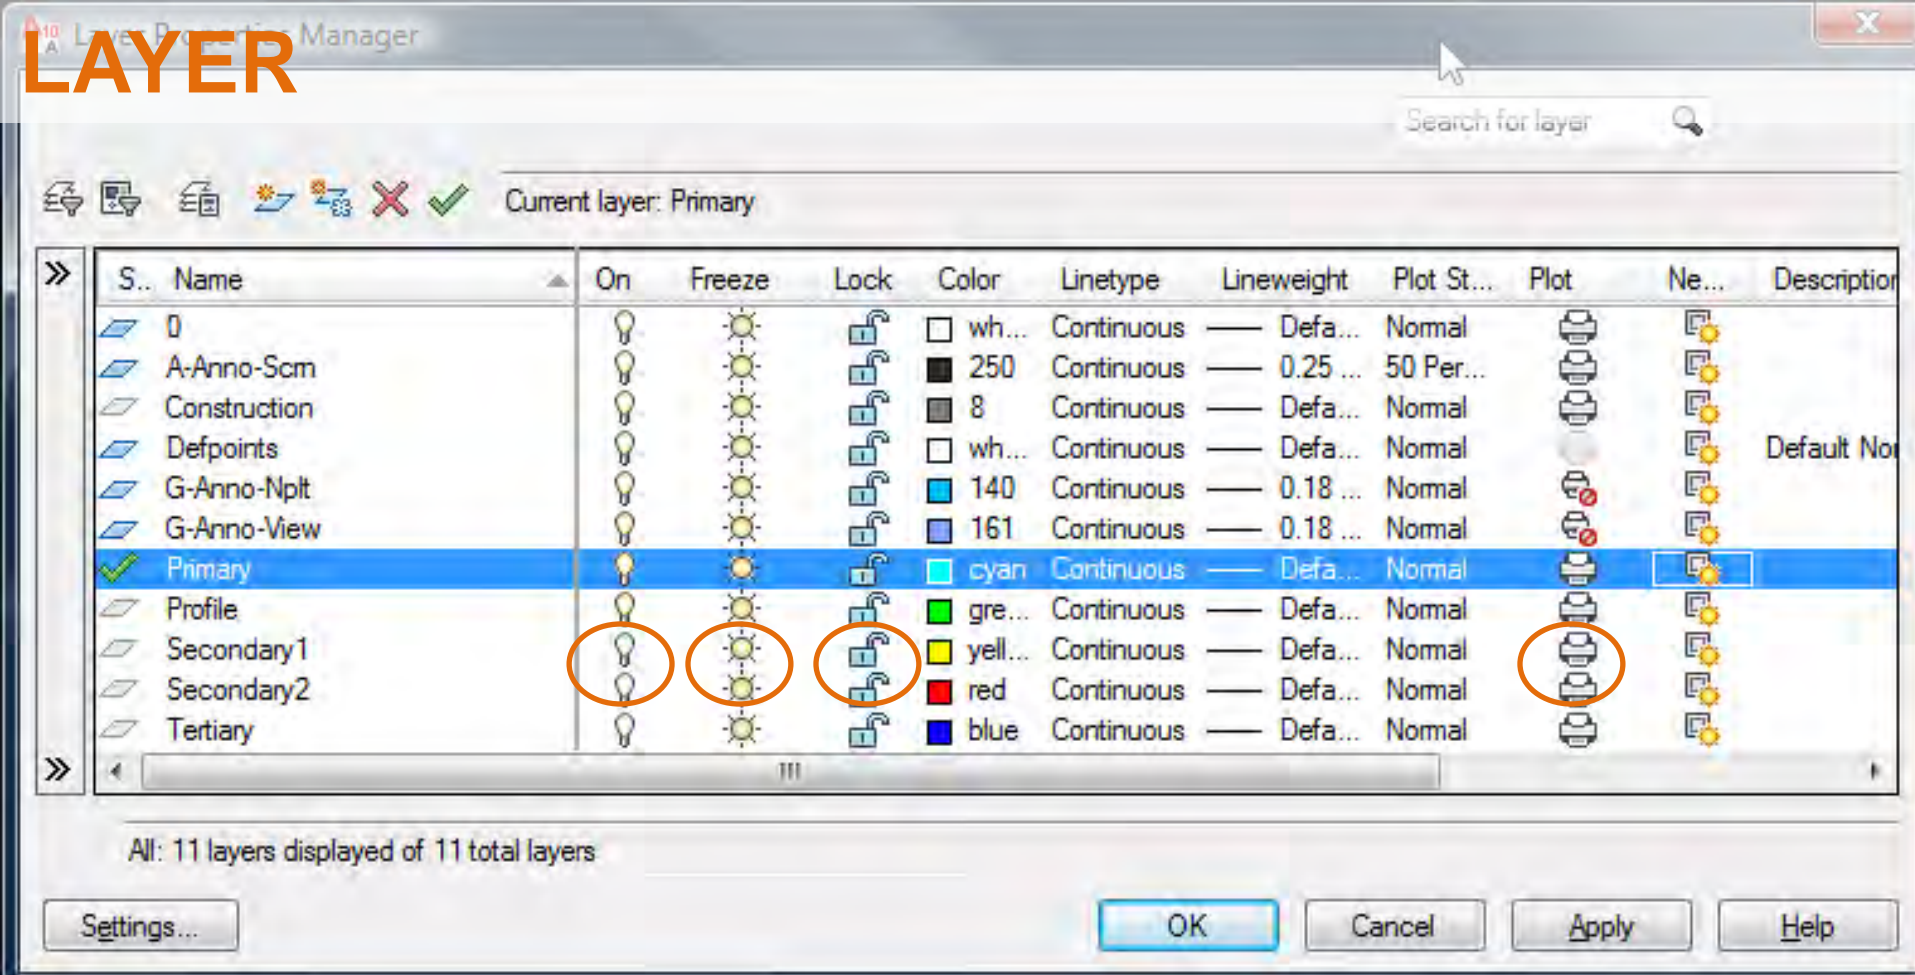 Layer Properties Manager
LAYER
Search for layer
Current layer: Primary
S.. Name On Freeze Lock Color Linetype Lineweight Plot St... Plot Ne... Description
0 wh... Continuous Defa... Normal
A-Anno-Scrn 250 Continuous 0.25 ... 50 Per...
Construction 8 Continuous Defa... Normal
Defpoints wh... Continuous Defa... Normal Default Non
G-Anno-Nplt 140 Continuous 0.18 ... Normal
G-Anno-View 161 Continuous 0.18 ... Normal
Primary cyan Continuous Defa... Normal
Profile gre... Continuous Defa... Normal
Secondary1 yell... Continuous Defa... Normal
Secondary2 red Continuous Defa... Normal
Tertiary blue Continuous Defa... Normal
All: 11 layers displayed of 11 total layers
Settings... OK Cancel Apply Help